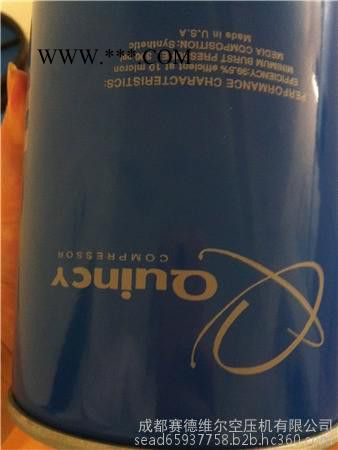 WWW.***.COM
Quincy
COMPRESSOR
PERFORMANCE CHARACTERISTICS:
EFFICIENCY:99.5% efficient at 10 micron
MINIMUM BURST psi
MEDIA COMPOSITION: Synthetic
Made in U.S.A
成都赛德维尔空压机有限公司
sead65937758.b2b.hc360.com